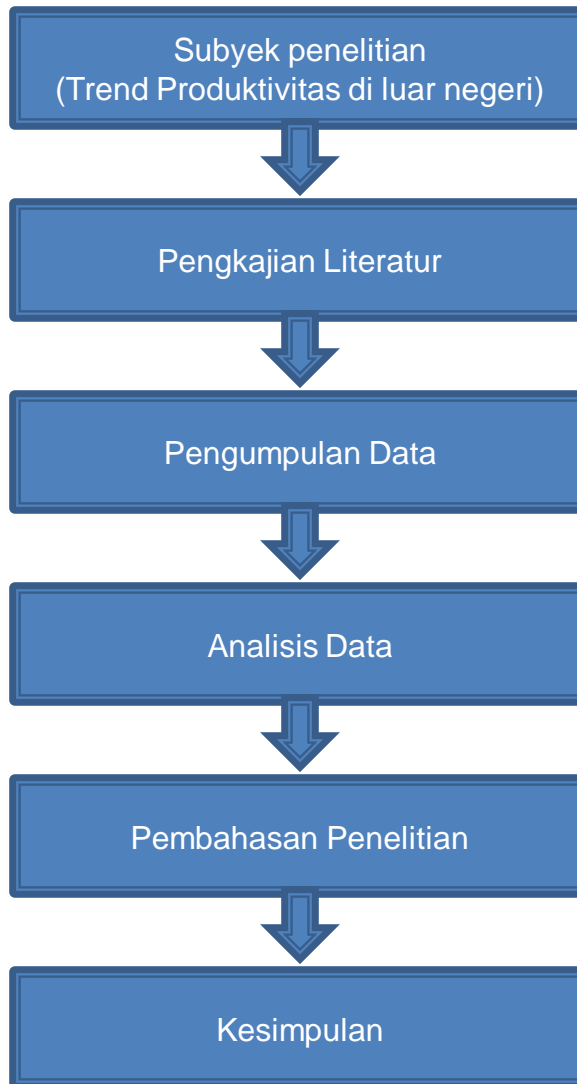 Subyek penelitian
(Trend Produktivitas di luar negeri)
Pengkajian Literatur
Pengumpulan Data
Analisis Data
Pembahasan Penelitian
Kesimpulan